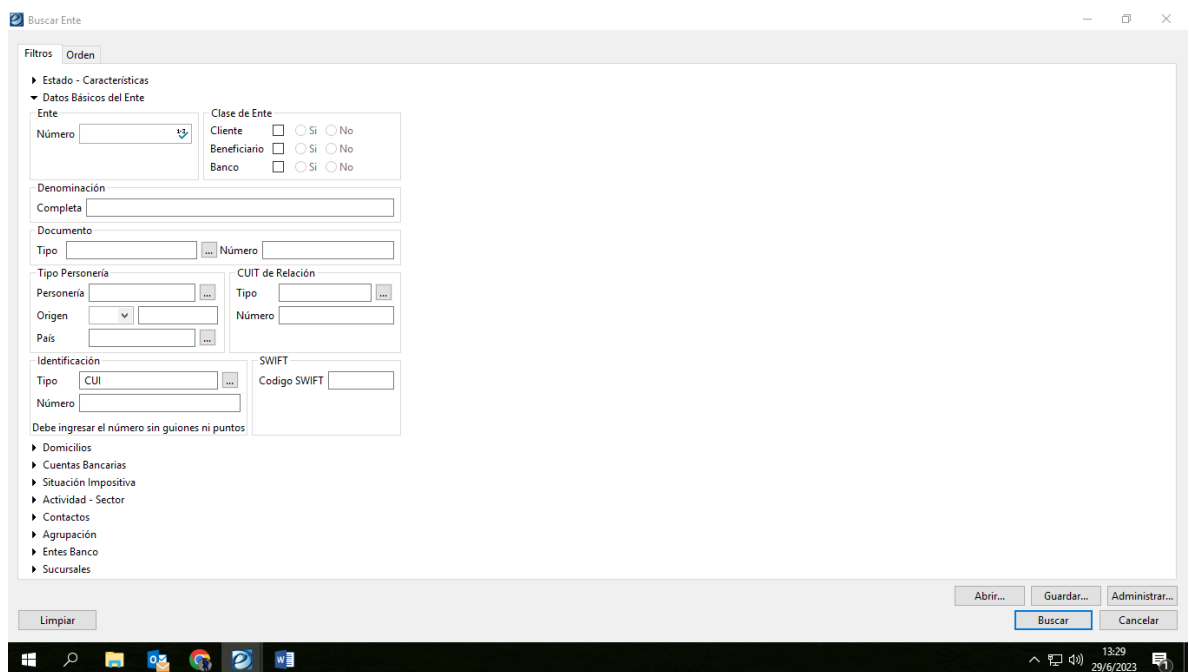 Buscar Ente
Filtros Orden
Estado - Características
Datos Básicos del Ente
Ente
Número
Clase de Ente
Cliente Si No
Beneficiario Si No
Banco Si No
Denominación
Completa
Documento
Tipo ... Número
Tipo Personería
Personería ...
Origen
País ...
CUIT de Relación
Tipo ...
Número
Identificación
Tipo CUI ...
Número
Debe ingresar el número sin guiones ni puntos
SWIFT
Codigo SWIFT
Domicilios
Cuentas Bancarias
Situación Impositiva
Actividad - Sector
Contactos
Agrupación
Entes Banco
Sucursales
Abrir... Guardar... Administrar...
Limpiar Buscar Cancelar
13:29
29/6/2023